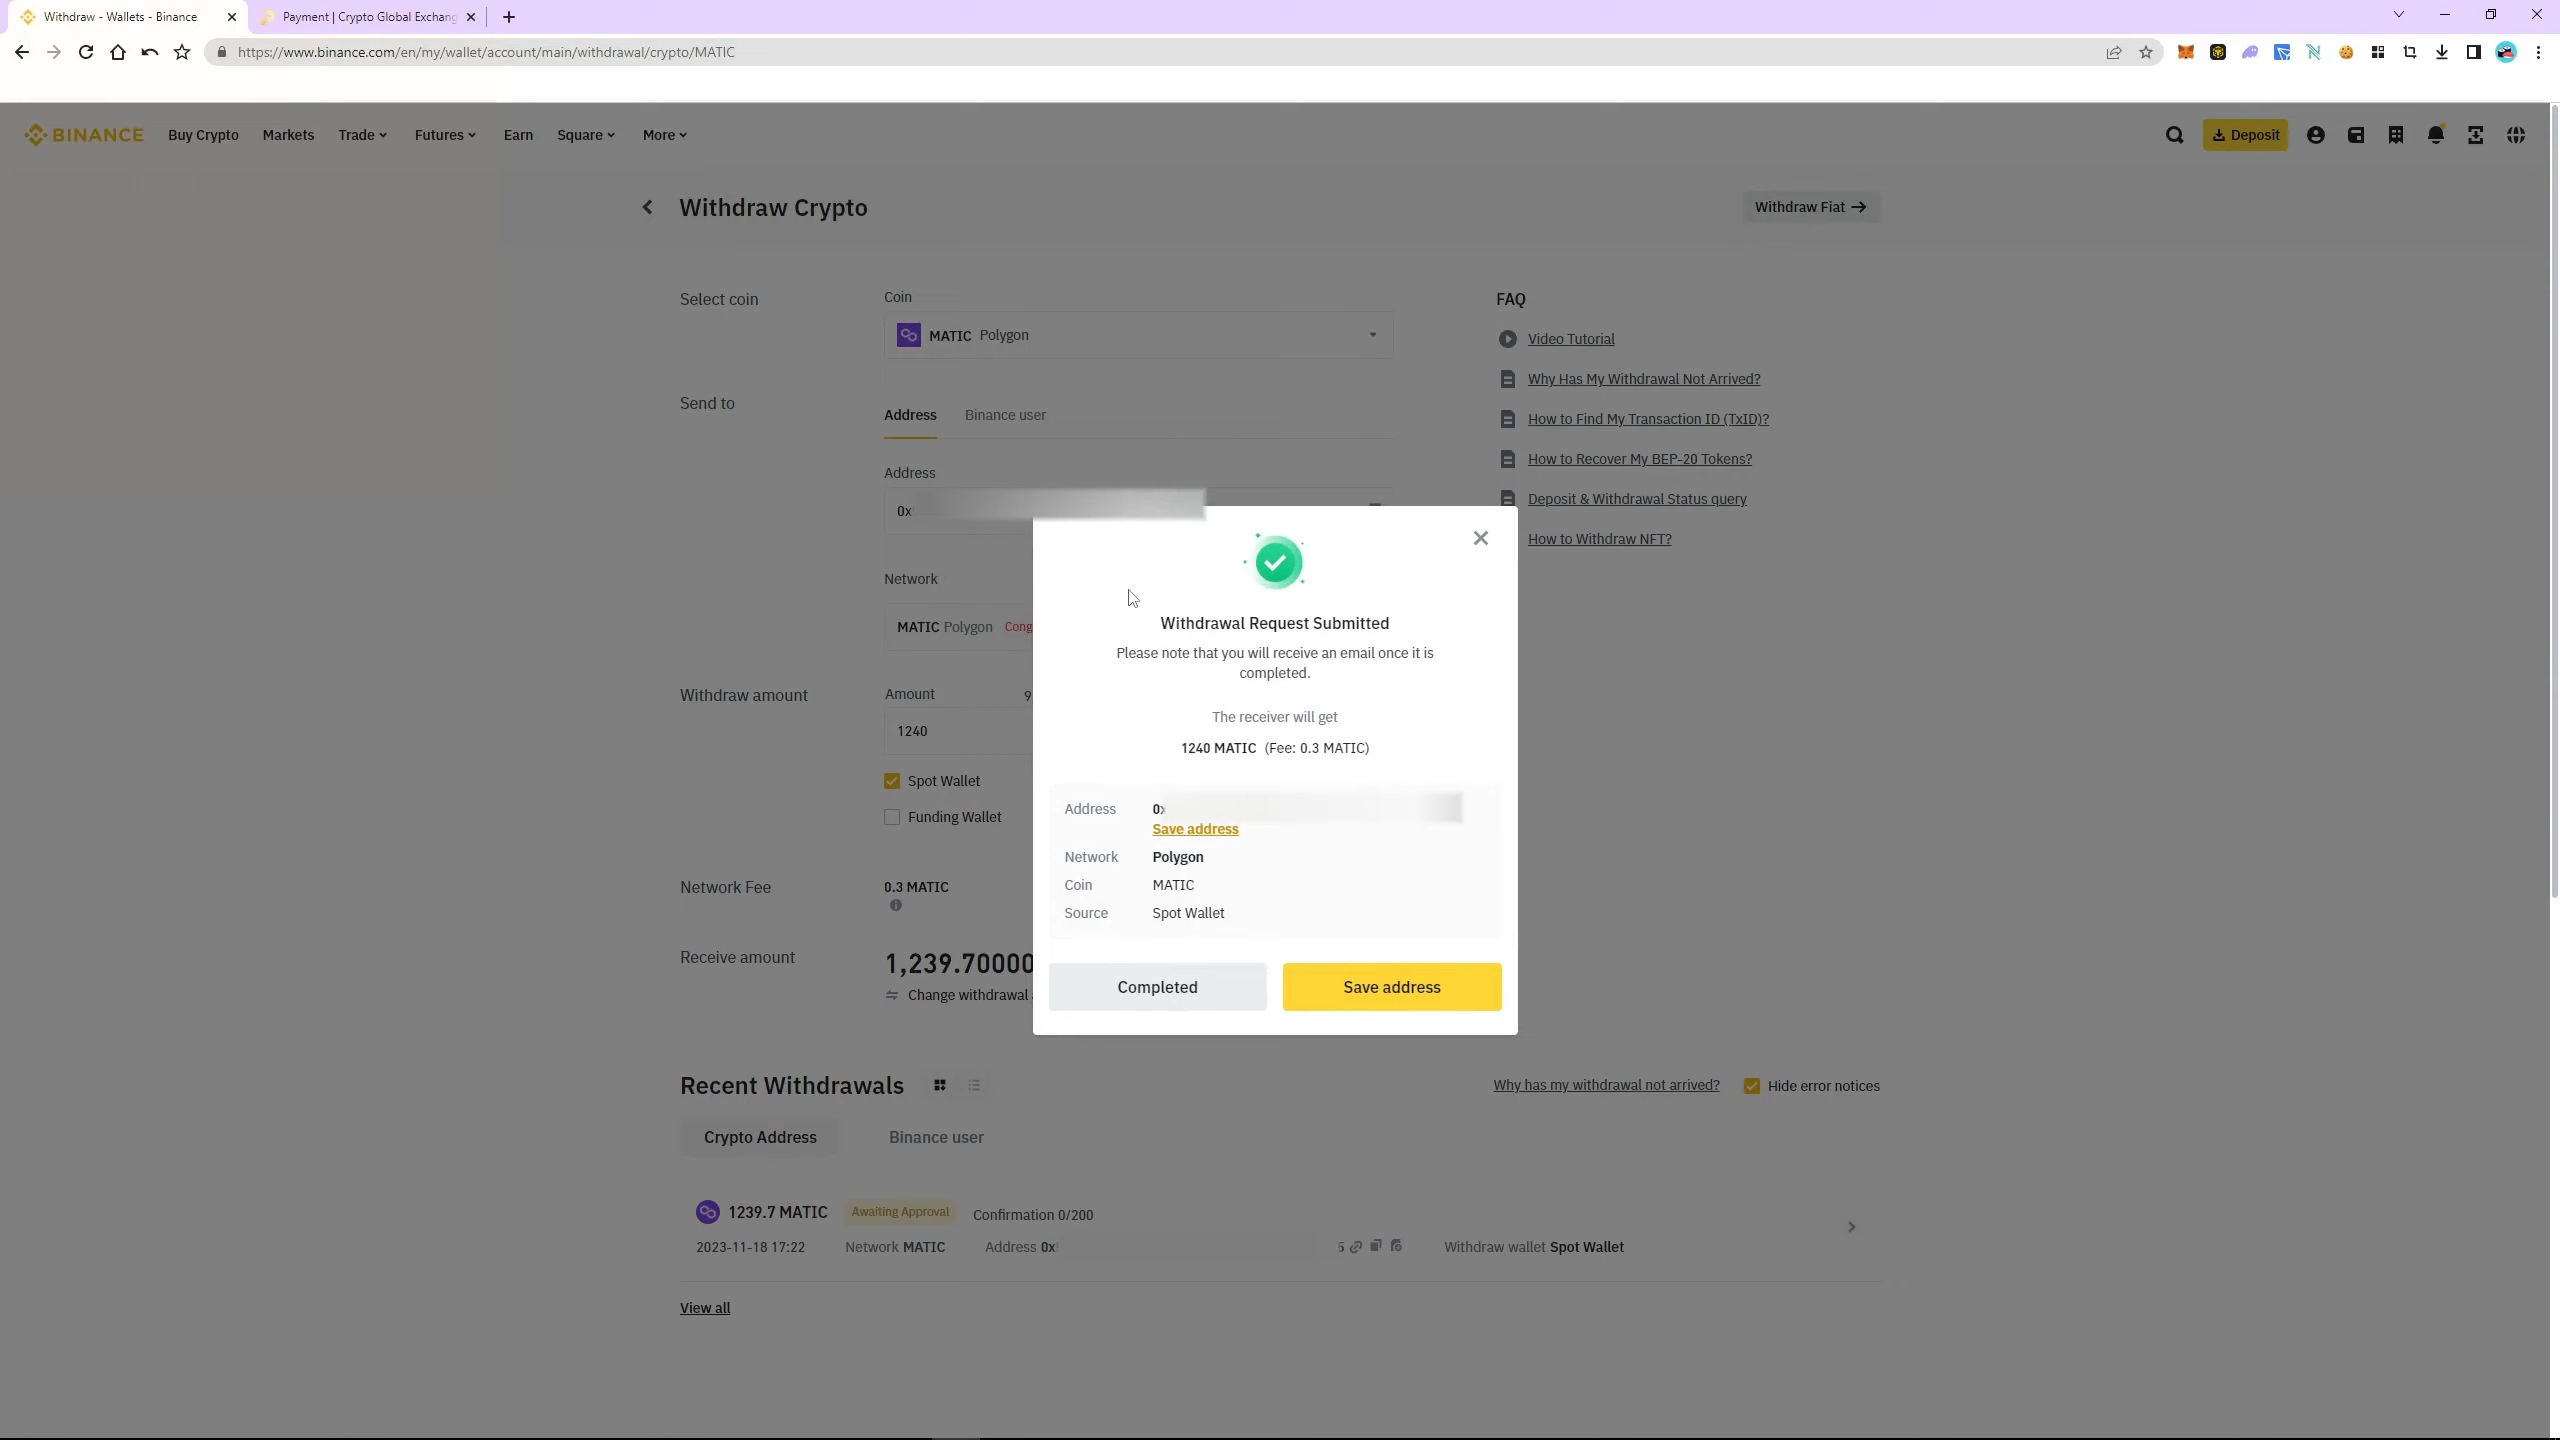 Withdraw - Wallets - Binance
Payment | Crypto Global Exchang
https://www.binance.com/en/my/wallet/account/main/withdrawal/crypto/MATIC
BINANCE
Buy Crypto
Markets
Trade
Futures
Earn
Square
More
Deposit
Withdraw Crypto
Withdraw Fiat →
Select coin
Coin
MATIC Polygon
Send to
Address
Binance user
Address
0x
Network
MATIC Polygon Cong
Withdraw amount
Amount
9
1240
Spot Wallet
Funding Wallet
Network Fee
0.3 MATIC
Receive amount
1,239.70000
Change withdrawal
FAQ
Video Tutorial
Why Has My Withdrawal Not Arrived?
How to Find My Transaction ID (TxID)?
How to Recover My BEP-20 Tokens?
Deposit & Withdrawal Status query
How to Withdraw NFT?
Withdrawal Request Submitted
Please note that you will receive an email once it is
completed.
The receiver will get
1240 MATIC (Fee: 0.3 MATIC)
Address 0x
Save address
Network Polygon
Coin MATIC
Source Spot Wallet
Completed
Save address
Recent Withdrawals
Why has my withdrawal not arrived?
Hide error notices
Crypto Address
Binance user
1239.7 MATIC Awaiting Approval Confirmation 0/200
2023-11-18 17:22 Network MATIC Address 0x 5 Withdraw wallet Spot Wallet
View all